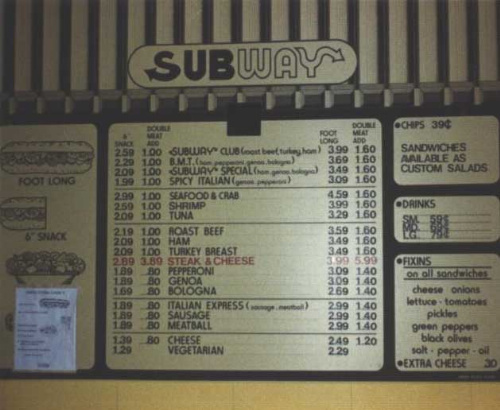 SUBWAY
FOOT LONG
6" SNACK
6" SNACK DOUBLE MEAT ADD FOOT LONG DOUBLE MEAT ADD
2.59 1.00 SUBWAY CLUB (roast beef, turkey, ham) 3.99 1.60
2.29 1.00 B.M.T. (ham, pepperoni, genoa, bologna) 3.69 1.60
2.09 1.00 SUBWAY SPECIAL (ham, genoa, bologna) 3.49 1.60
1.99 1.00 SPICY ITALIAN (genoa, pepperoni) 3.09 1.60
2.99 1.00 SEAFOOD & CRAB 4.59 1.60
2.59 1.00 SHRIMP 3.99 1.60
2.09 1.00 TUNA 3.29 1.60
2.19 1.00 ROAST BEEF 3.59 1.60
2.09 1.00 HAM 3.49 1.60
2.09 1.00 TURKEY BREAST 3.49 1.60
2.69 3.89 STEAK & CHEESE 5.99
1.89 .80 PEPPERONI 3.09 1.40
1.89 .80 GENOA 3.09 1.40
1.69 .80 BOLOGNA 2.69 1.40
1.89 .80 ITALIAN EXPRESS (sausage, meatball) 2.99 1.40
1.89 .80 SAUSAGE 2.99 1.40
1.89 .80 MEATBALL 2.99 1.40
1.39 .80 CHEESE 2.49 1.20
1.29 VEGETARIAN 2.29
•CHIPS 39¢
SANDWICHES
AVAILABLE AS
CUSTOM SALADS
•DRINKS
SM. 59¢
MD. 69¢
LG. 79¢
•FIXINS
on all sandwiches
cheese onions
lettuce · tomatoes
pickles
green peppers
black olives
salt · pepper · oil
•EXTRA CHEESE .30